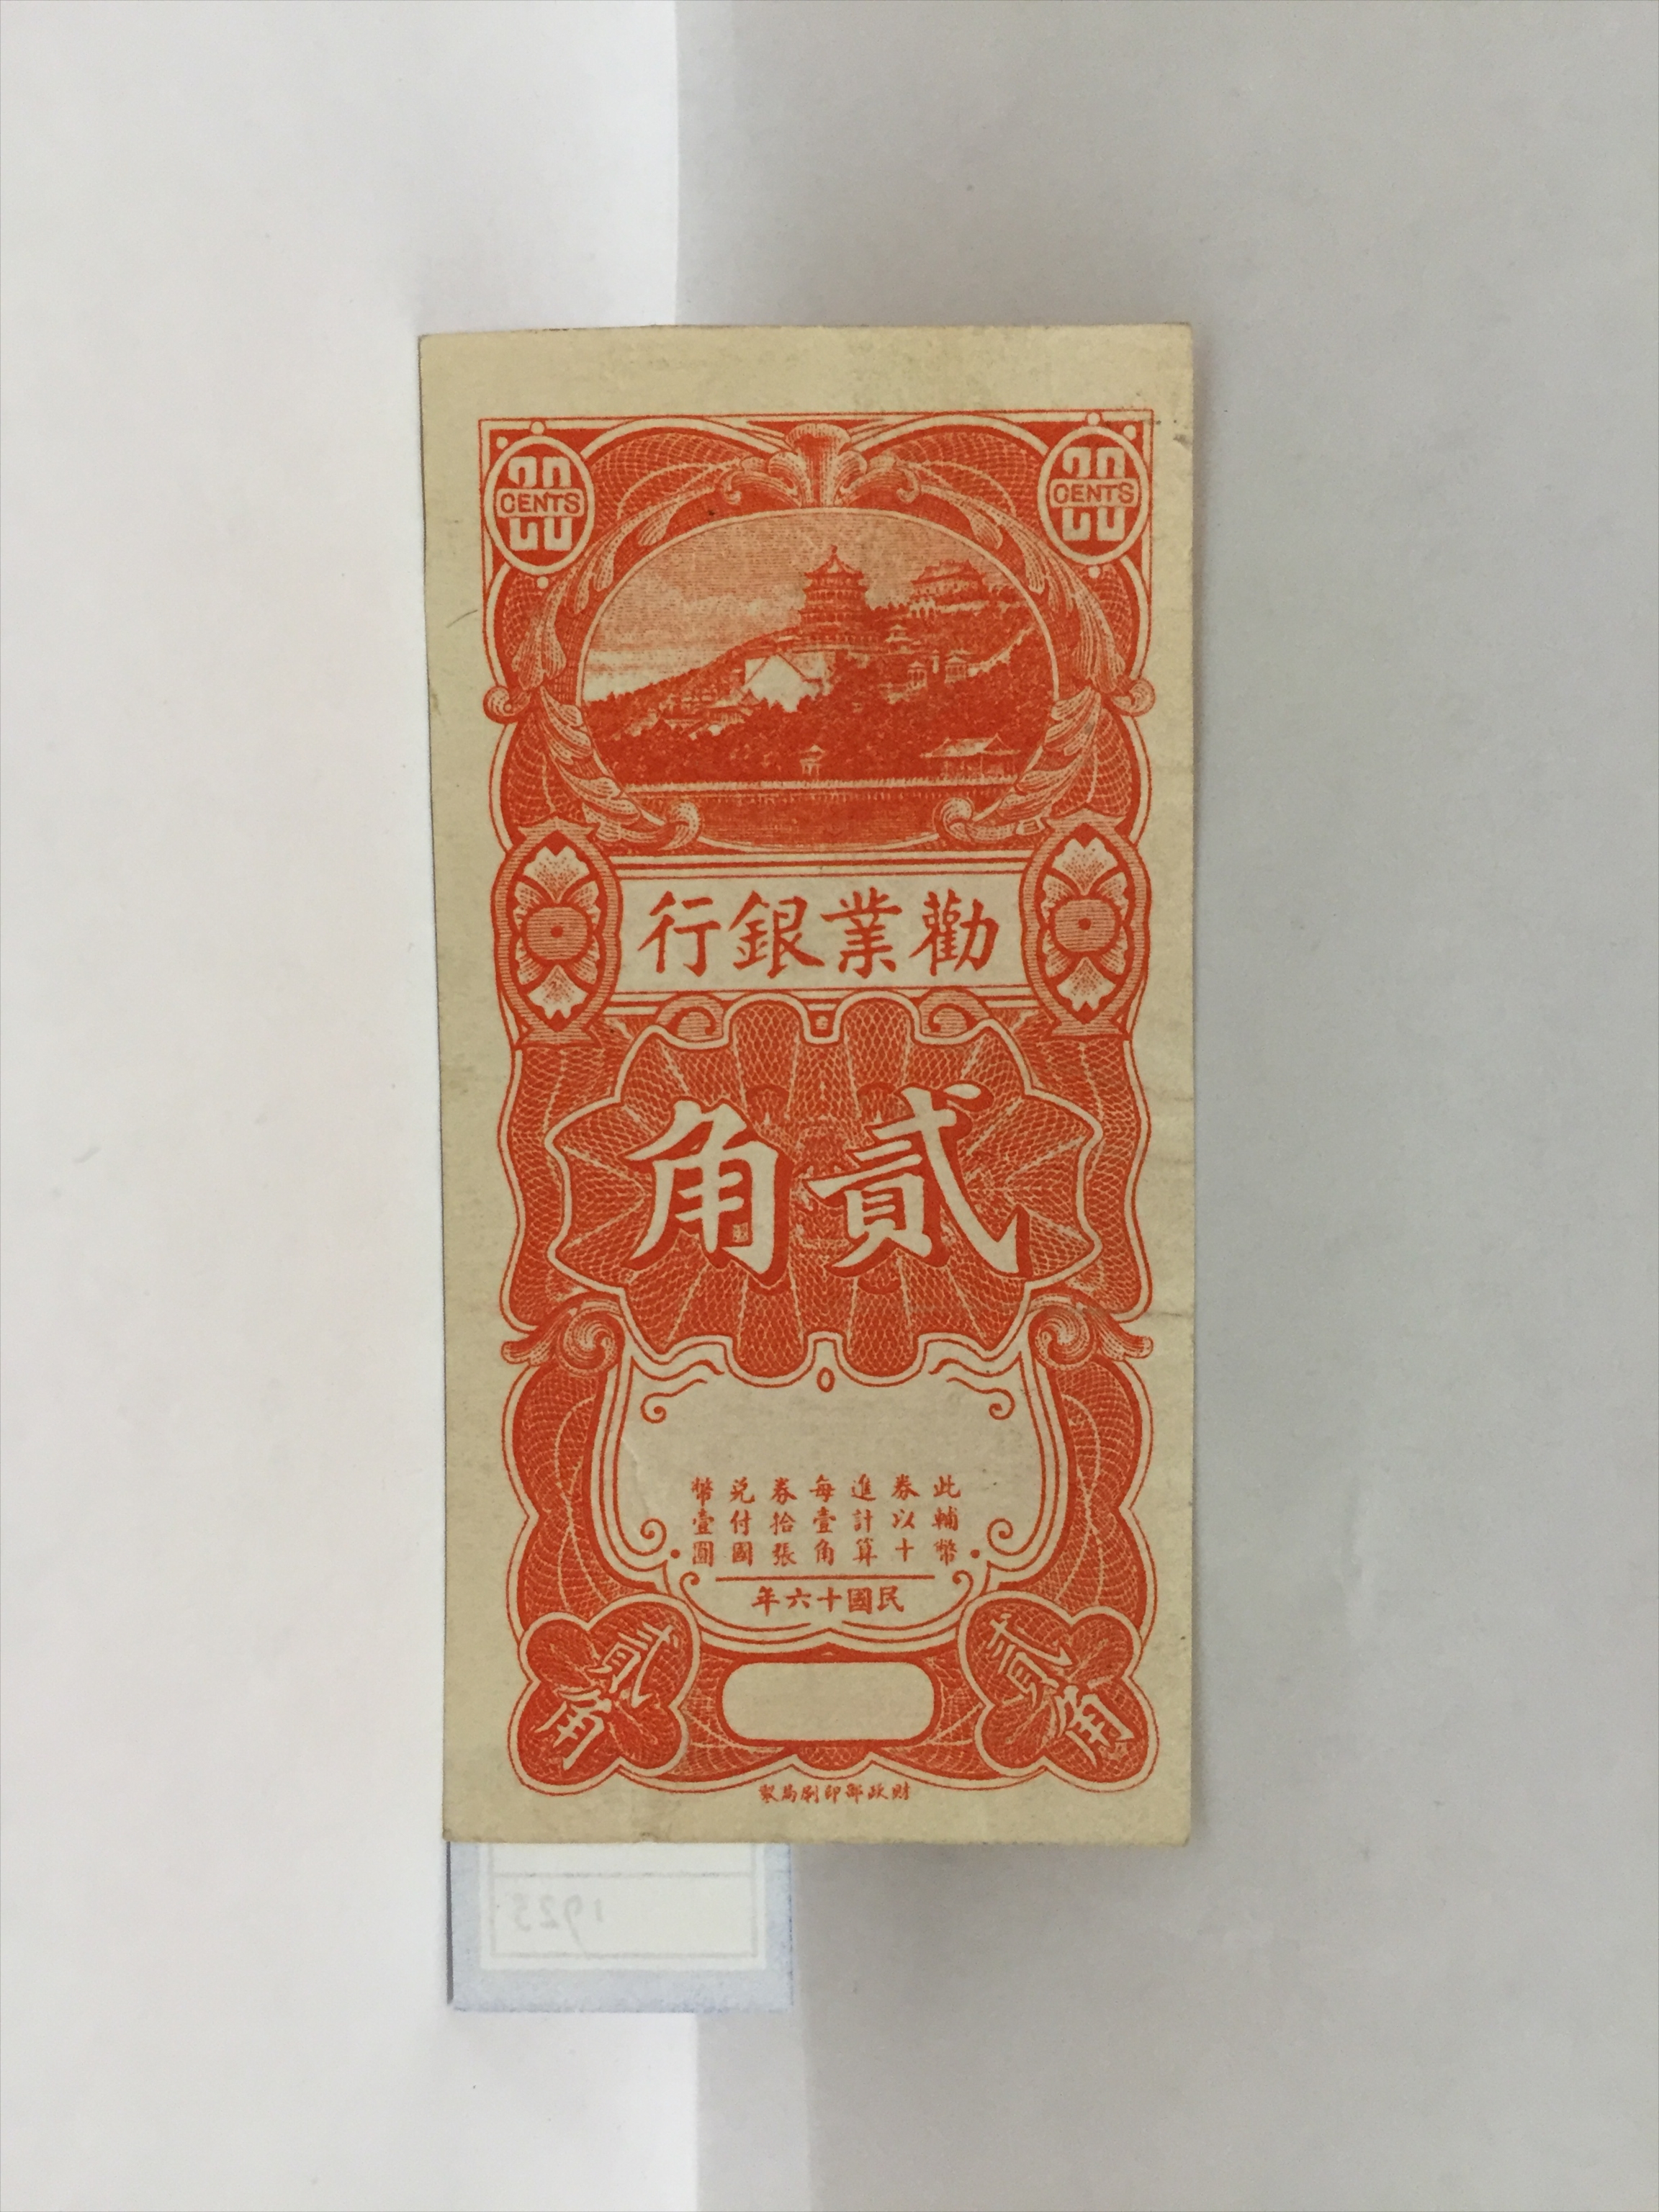 20 CENTS
20 CENTS
勸業銀行
貳角
此輔幣
券以十
進計算
每壹角
券拾張
兌付國
幣壹圓
民國十六年
貳角
貳角
財政部印刷局製